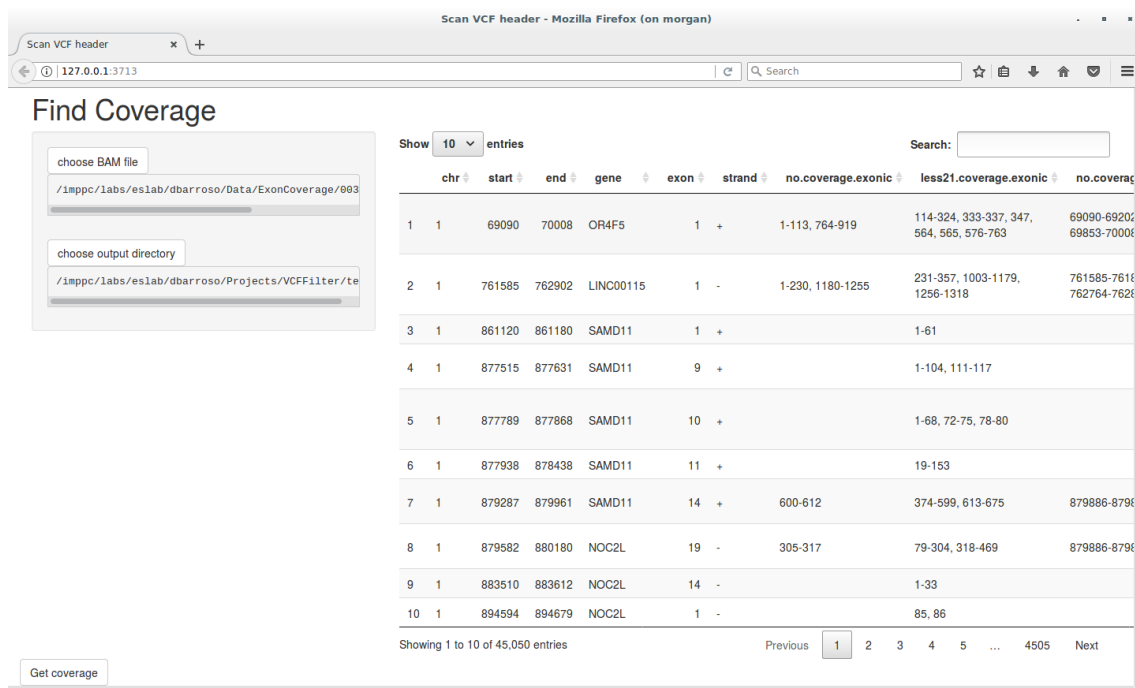 Scan VCF header - Mozilla Firefox (on morgan)
Scan VCF header
127.0.0.1:3713
Search
Find Coverage
choose BAM file
/imppc/labs/eslab/dbarroso/Data/ExonCoverage/003
choose output directory
/imppc/labs/eslab/dbarroso/Projects/VCFFilter/te
Show 10 entries
Search:
chr start end gene exon strand no.coverage.exonic less21.coverage.exonic no.coverag
1 1 69090 70008 OR4F5 1 + 1-113, 764-919 114-324, 333-337, 347, 69090-69202
564, 565, 576-763 69853-70008
2 1 761585 762902 LINC00115 1 - 1-230, 1180-1255 231-357, 1003-1179, 761585-7618
1256-1318 762764-7628
3 1 861120 861180 SAMD11 1 + 1-61
4 1 877515 877631 SAMD11 9 + 1-104, 111-117
5 1 877789 877868 SAMD11 10 + 1-68, 72-75, 78-80
6 1 877938 878438 SAMD11 11 + 19-153
7 1 879287 879961 SAMD11 14 + 600-612 374-599, 613-675 879886-8798
8 1 879582 880180 NOC2L 19 - 305-317 79-304, 318-469 879886-8798
9 1 883510 883612 NOC2L 14 - 1-33
10 1 894594 894679 NOC2L 1 - 85, 86
Showing 1 to 10 of 45,050 entries
Previous 1 2 3 4 5 … 4505 Next
Get coverage